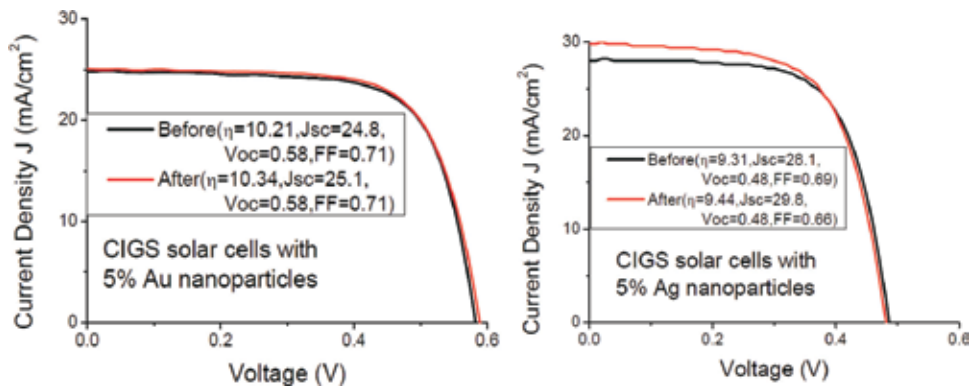 30
20
10
0
0.0
0.2
0.4
0.6
Current Density J (mA/cm²)
Voltage (V)
Before(η=10.21,Jsc=24.8,
Voc=0.58,FF=0.71)
After(η=10.34,Jsc=25.1,
Voc=0.58,FF=0.71)
CIGS solar cells with
5% Au nanoparticles
30
20
10
0
0.0
0.2
0.4
0.6
Current Density J (mA/cm²)
Voltage (V)
Before(η=9.31,Jsc=28.1,
Voc=0.48,FF=0.69)
After(η=9.44,Jsc=29.8,
Voc=0.48,FF=0.66)
CIGS solar cells with
5% Ag nanoparticles